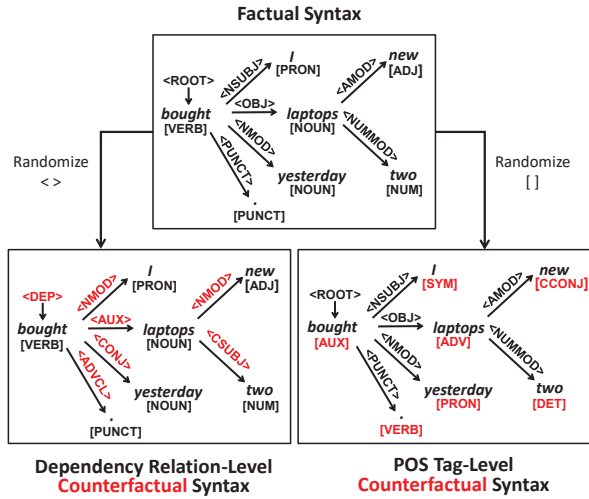 Factual Syntax
I
[PRON]
new
[ADJ]
<ROOT>
<NSUBJ>
<AMOD>
<OBJ>
bought
[VERB]
laptops
[NOUN]
<NMOD>
<NUMMOD>
<PUNCT>
yesterday
[NOUN]
two
[NUM]
.
[PUNCT]
Randomize
< >
Randomize
[ ]
I
[PRON]
new
[ADJ]
<DEP>
<NMOD>
<NMOD>
<AUX>
bought
[VERB]
laptops
[NOUN]
<CONJ>
<CSUBJ>
<ADVCL>
yesterday
[NOUN]
two
[NUM]
.
[PUNCT]
I
[SYM]
new
[CCONJ]
<ROOT>
<NSUBJ>
<AMOD>
<OBJ>
bought
[AUX]
laptops
[ADV]
<NMOD>
<NUMMOD>
<PUNCT>
yesterday
[PRON]
two
[DET]
.
[VERB]
Dependency Relation-Level
Counterfactual Syntax
POS Tag-Level
Counterfactual Syntax